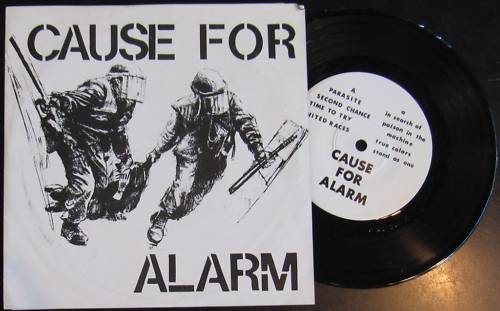 CAUSE FOR
ALARM
A
PARASITE
SECOND CHANCE
TIME TO TRY
ITED RACES
a
in search of
poison in the
machine
true colors
stand as one
CAUSE
FOR
ALARM